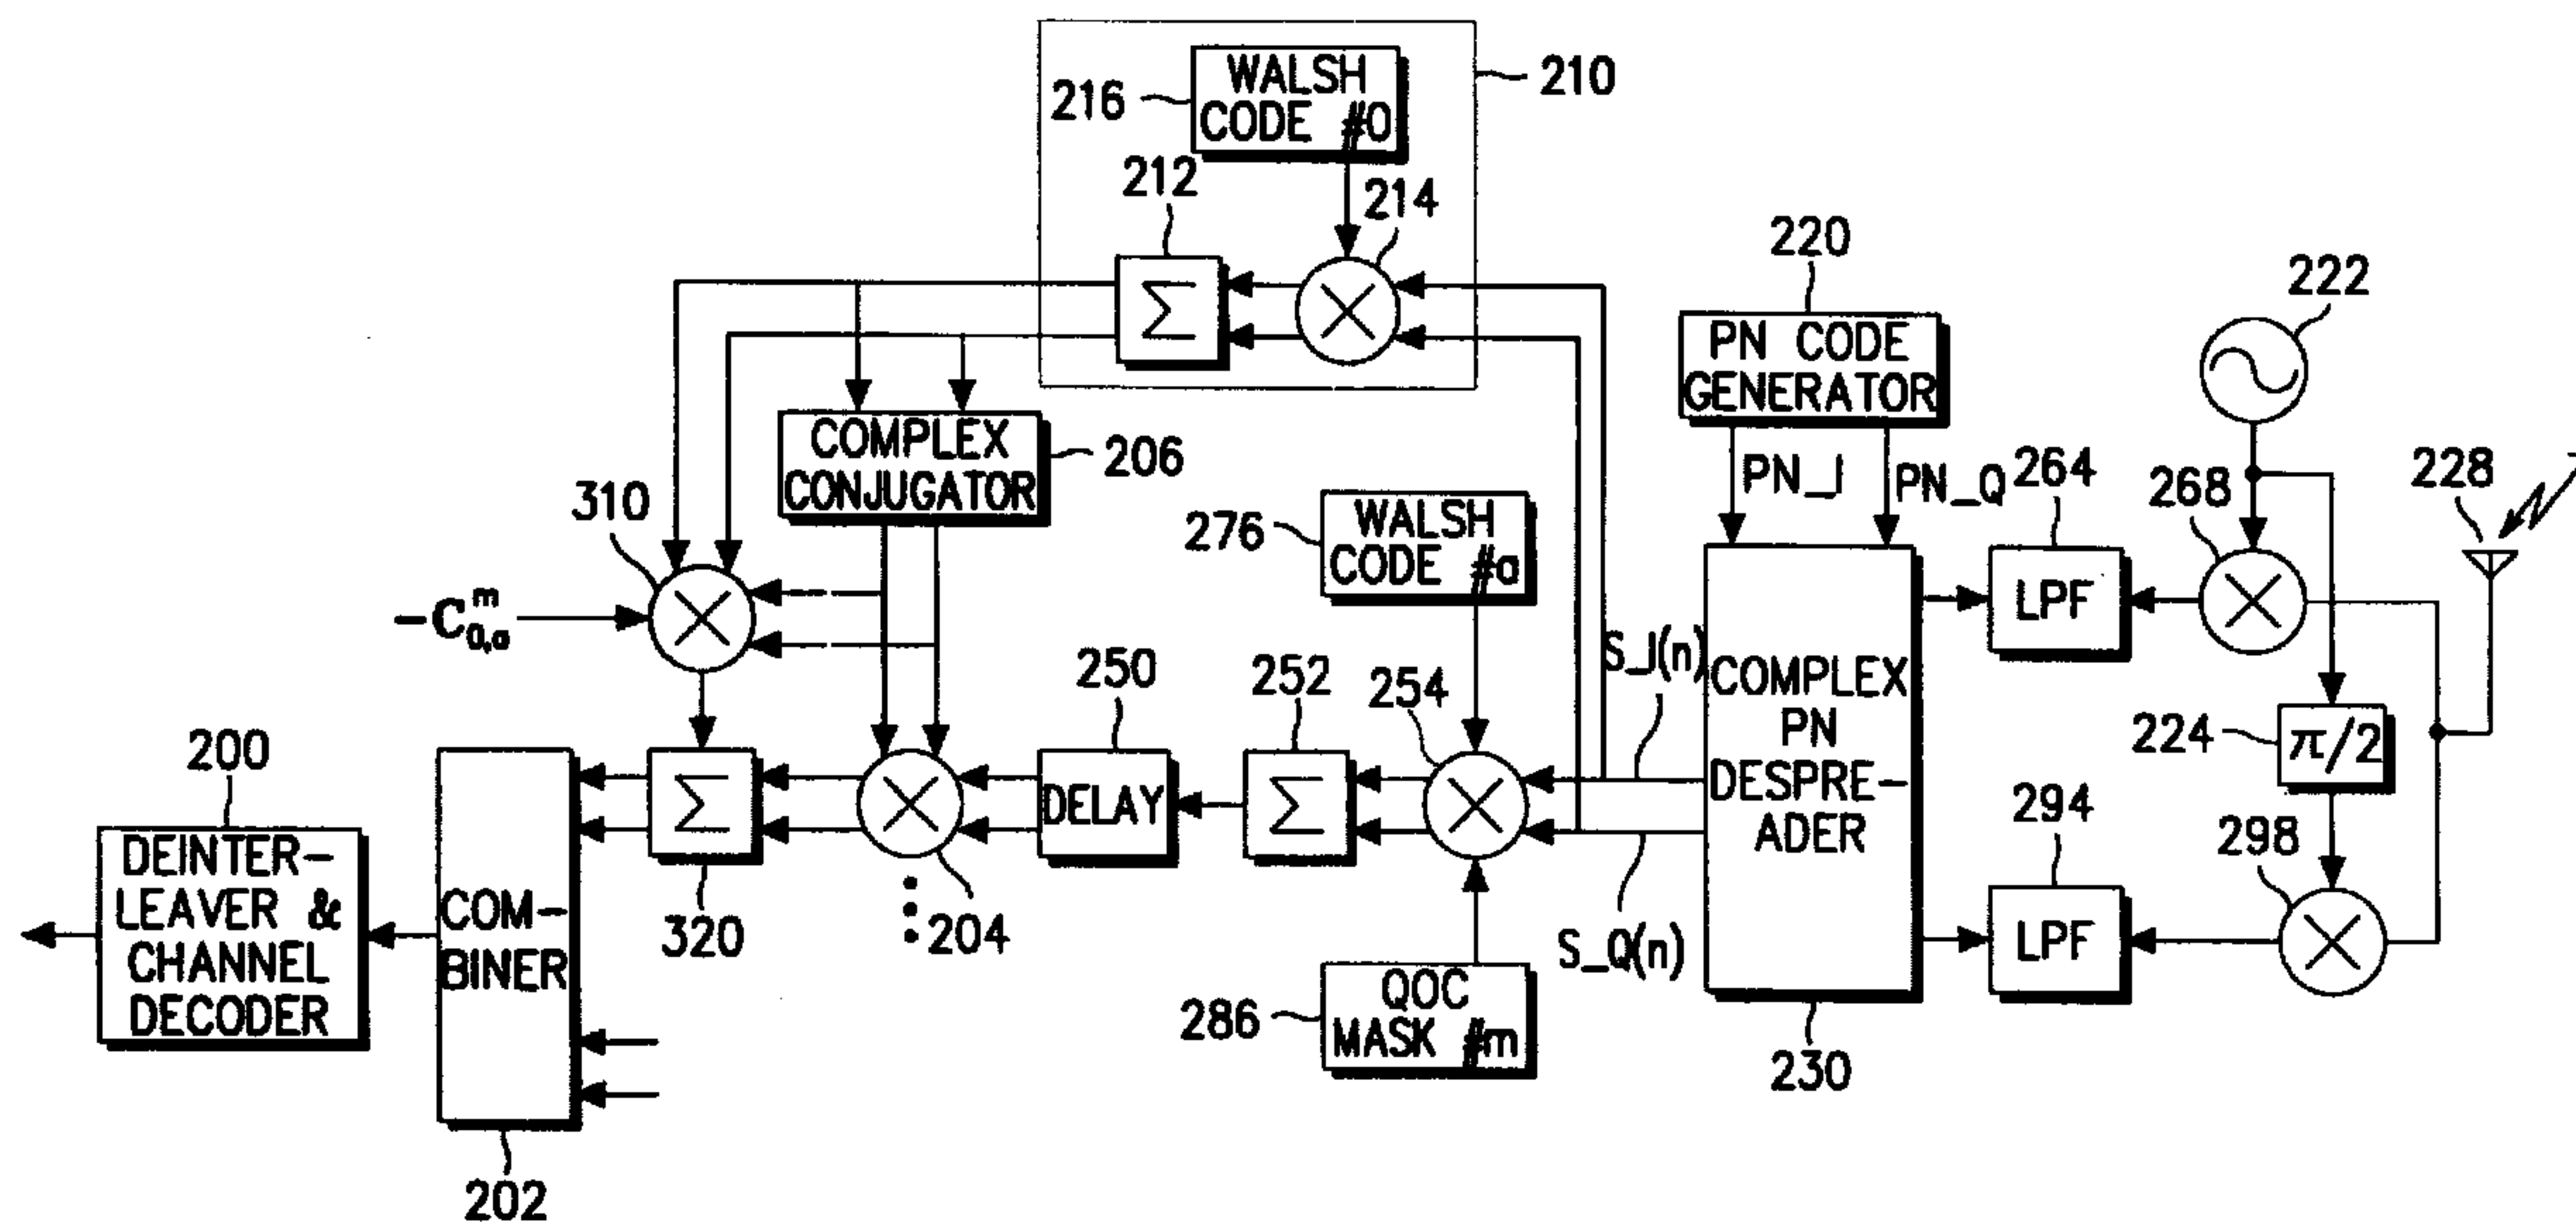 WALSH
CODE #0
216
210
212
214
220
222
PN CODE
GENERATOR
COMPLEX
CONJUGATOR
206
PN_I
PN_Q
264
268
228
310
276
WALSH
CODE #a
LPF
-C^m_{0,a}
S_I(n)
250
252
254
COMPLEX
PN
DESPRE-
ADER
224
π/2
200
Σ
Σ
Σ
DELAY
294
298
DEINTER-
LEAVER &
CHANNEL
DECODER
COM-
BINER
320
204
S_Q(n)
LPF
286
QOC
MASK #m
230
202